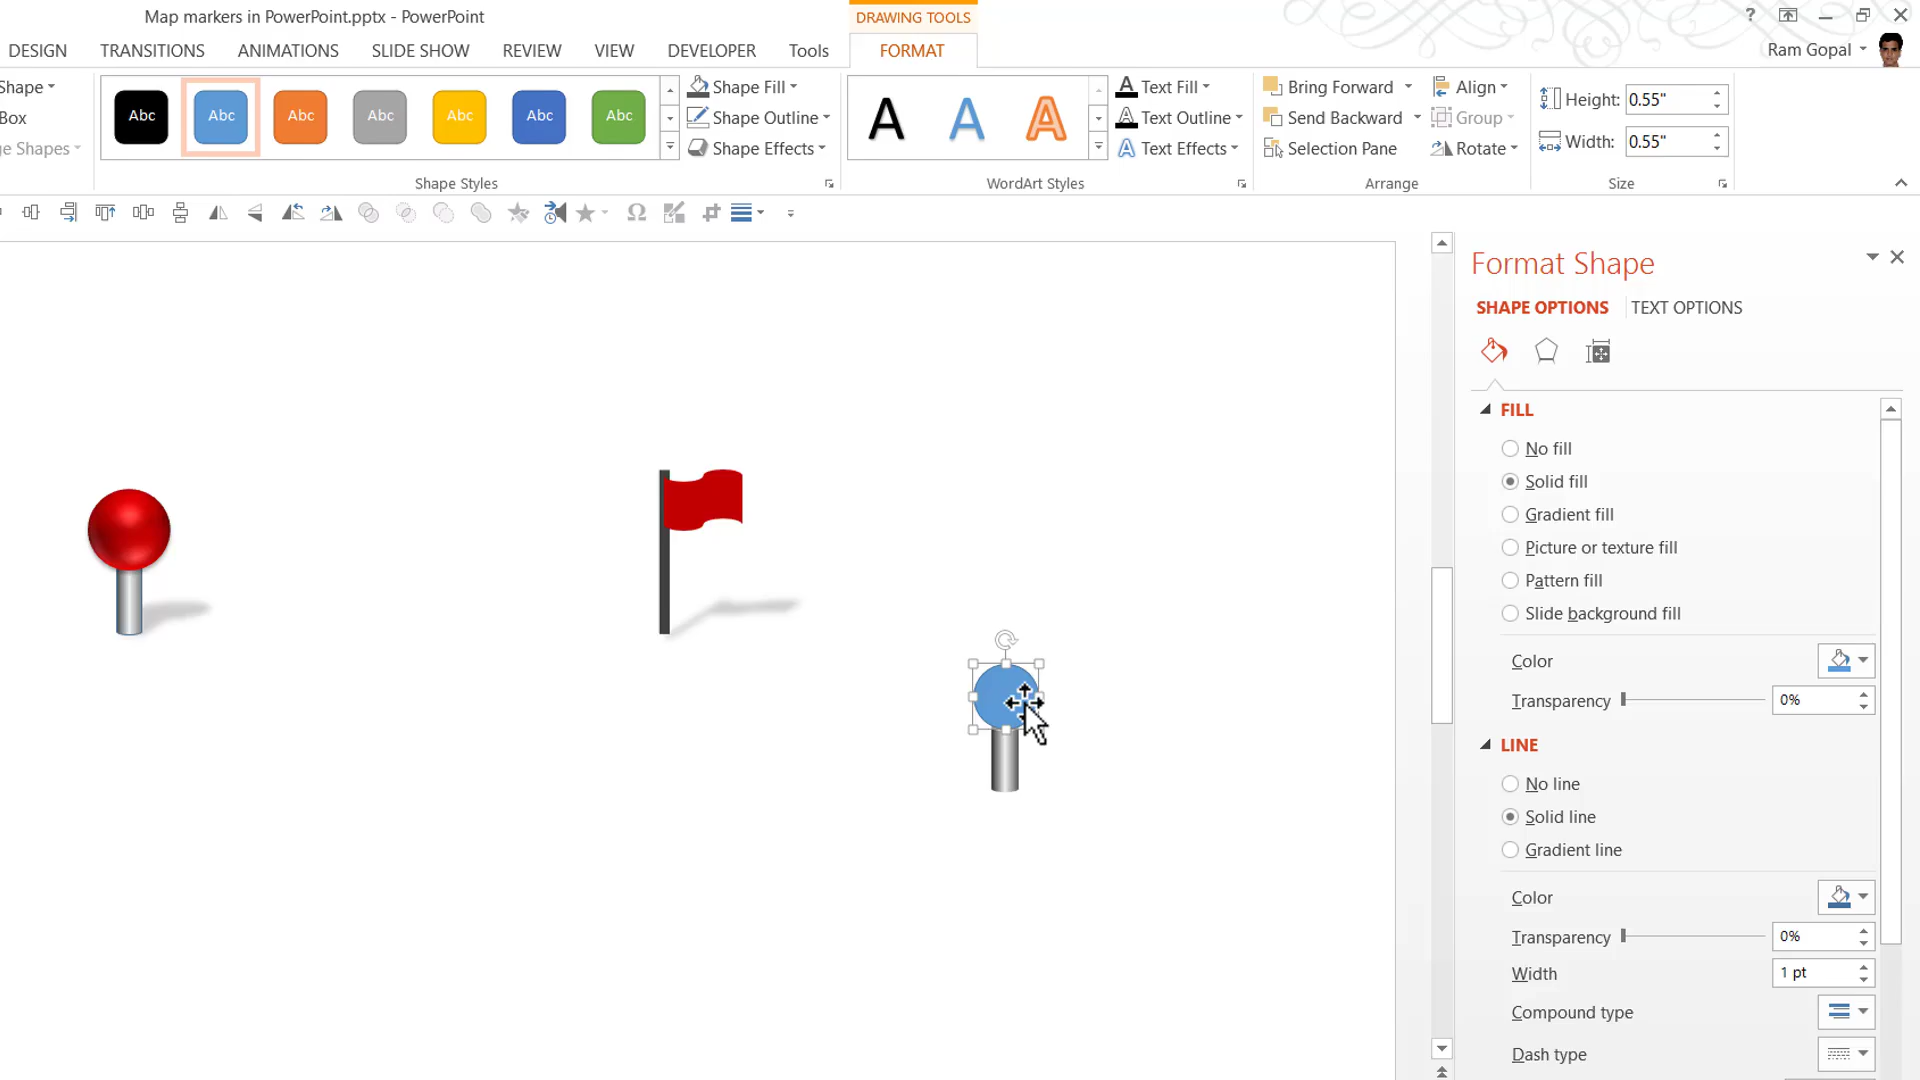 Map markers in PowerPoint.pptx - PowerPoint
DRAWING TOOLS
?
DESIGN TRANSITIONS ANIMATIONS SLIDE SHOW REVIEW VIEW DEVELOPER Tools FORMAT
Ram Gopal
Shape
Box
ge Shapes
Abc Abc Abc Abc Abc Abc Abc
Shape Fill
Shape Outline
Shape Effects
Shape Styles
A A A
Text Fill
Text Outline
Text Effects
WordArt Styles
Bring Forward
Send Backward
Selection Pane
Align
Group
Rotate
Arrange
Height: 0.55"
Width: 0.55"
Size
Format Shape
SHAPE OPTIONS TEXT OPTIONS
FILL
No fill
Solid fill
Gradient fill
Picture or texture fill
Pattern fill
Slide background fill
Color
Transparency 0%
LINE
No line
Solid line
Gradient line
Color
Transparency 0%
Width 1 pt
Compound type
Dash type